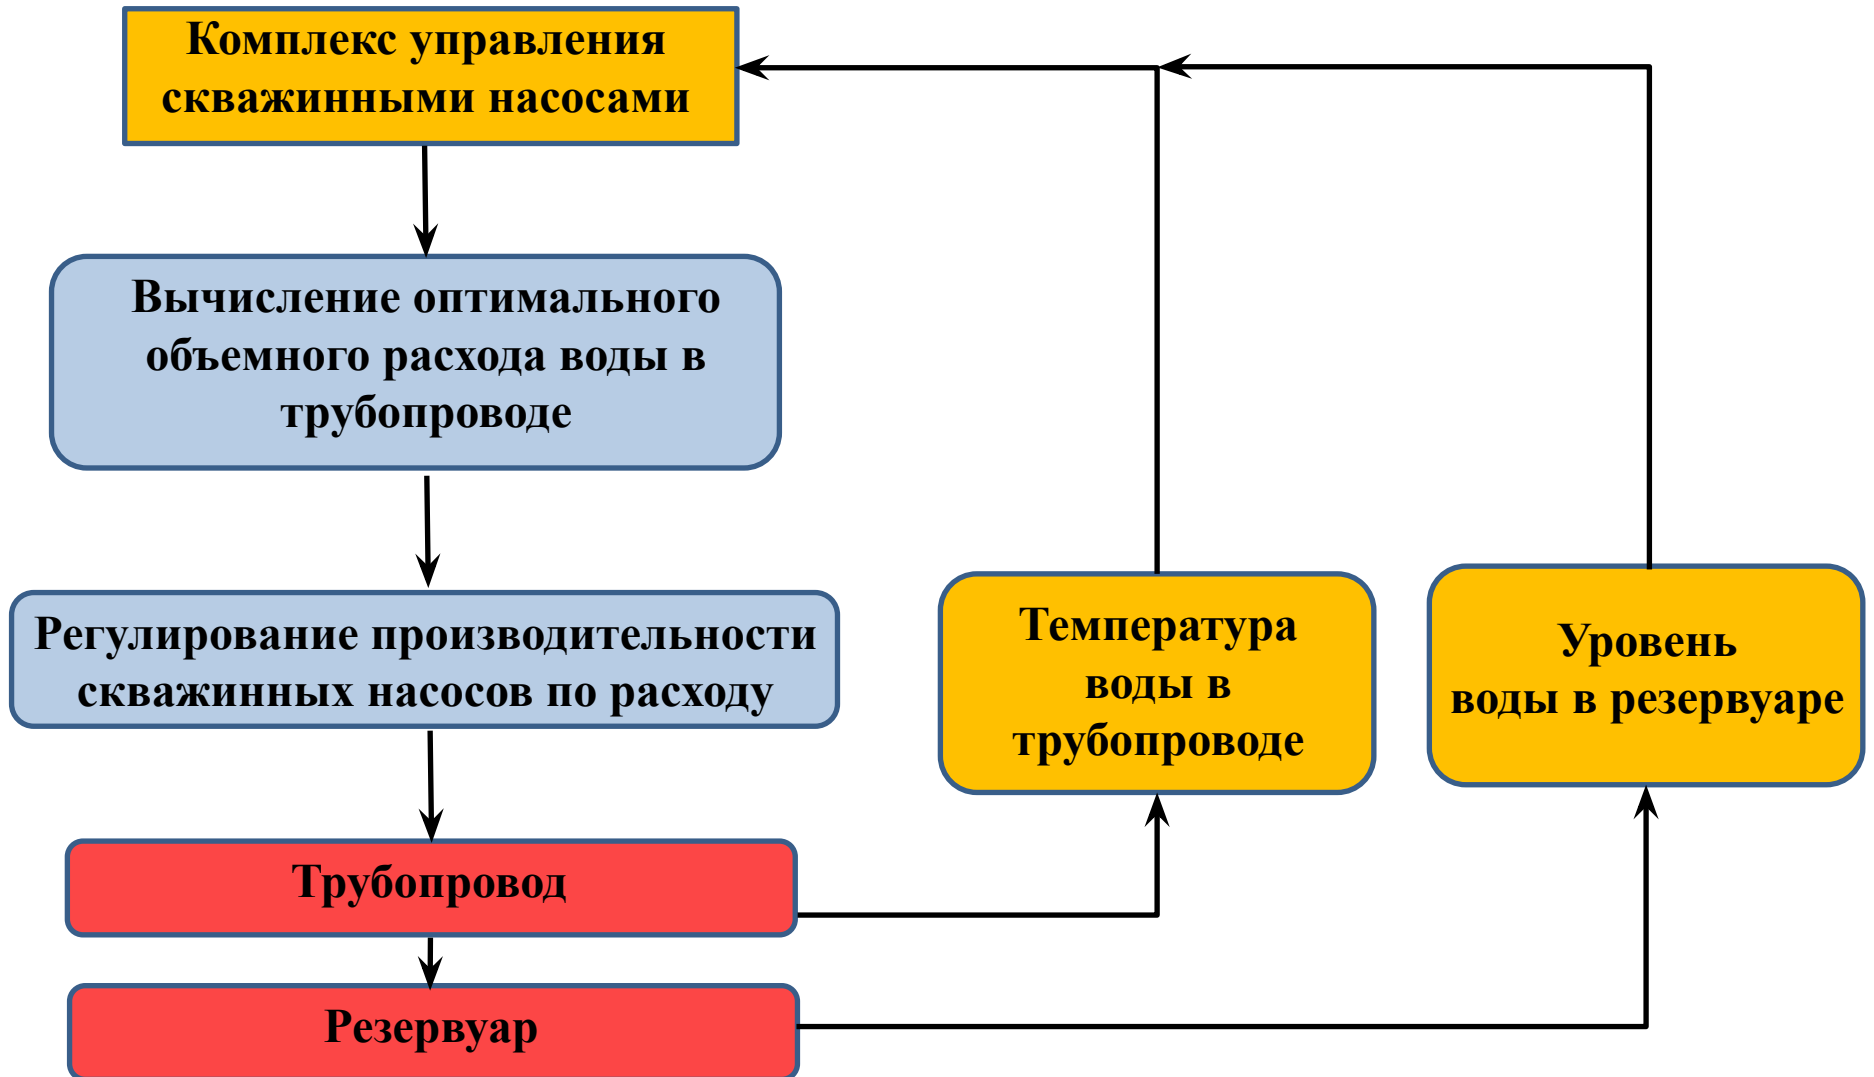 Комплекс управления
скважинными насосами
Вычисление оптимального
объемного расхода воды в
трубопроводе
Регулирование производительности
скважинных насосов по расходу
Температура
воды в
трубопроводе
Уровень
воды в резервуаре
Трубопровод
Резервуар